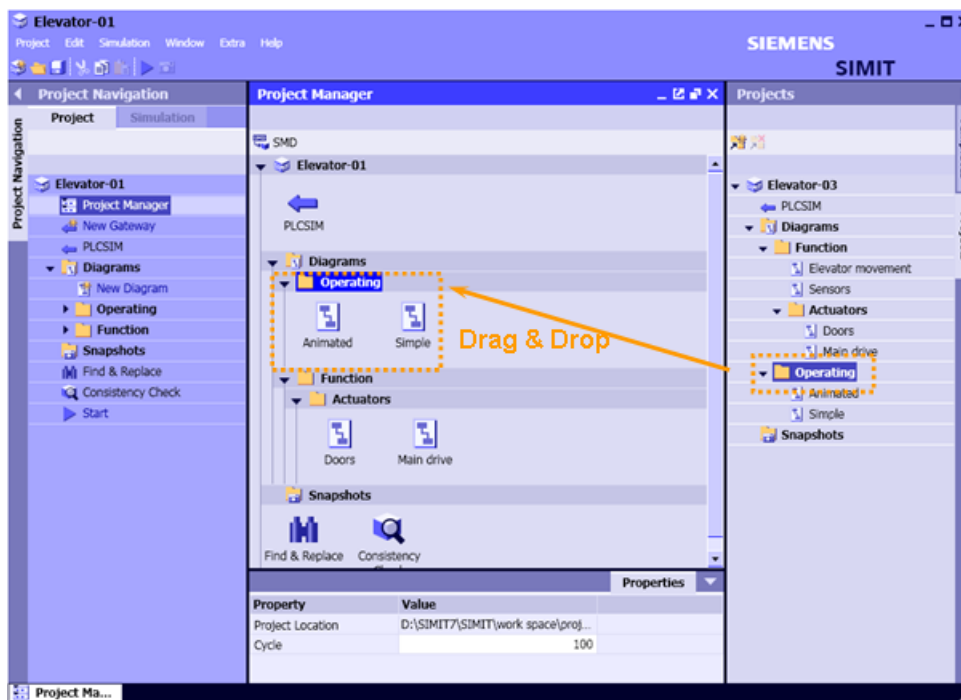 Elevator-01
Project Edit Simulation Window Extra Help
SIEMENS
SIMIT
Project Navigation
Project Simulation
Project Navigation
Elevator-01
Project Manager
New Gateway
PLCSIM
Diagrams
New Diagram
Operating
Function
Snapshots
Find & Replace
Consistency Check
Start
Project Manager
SMD
Elevator-01
PLCSIM
Diagrams
Operating
Animated Simple
Drag & Drop
Function
Actuators
Doors Main drive
Snapshots
Find & Replace Consistency
Properties
Property Value
Project Location D:\SIMIT7\SIMIT\work space\proj...
Cycle 100
Projects
Elevator-03
PLCSIM
Diagrams
Function
Elevator movement
Sensors
Actuators
Doors
Main drive
Operating
Animated
Simple
Snapshots
Project Ma...